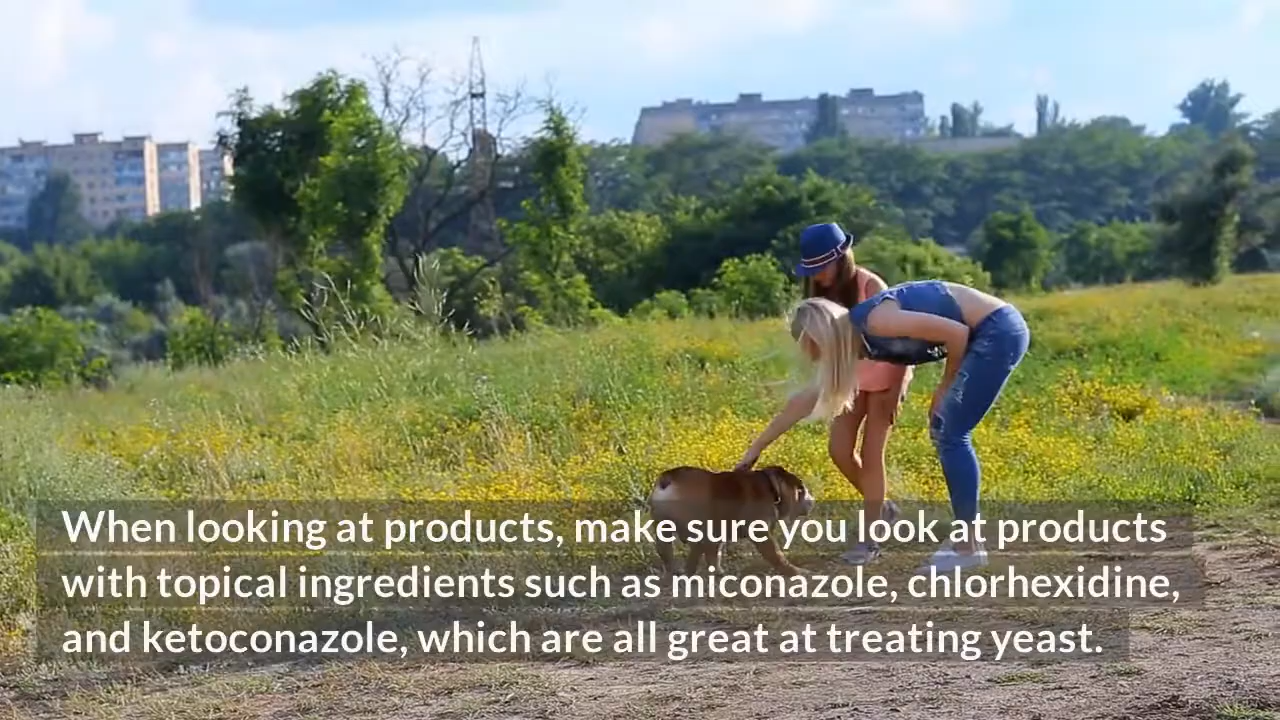 When looking at products, make sure you look at products
with topical ingredients such as miconazole, chlorhexidine,
and ketoconazole, which are all great at treating yeast.